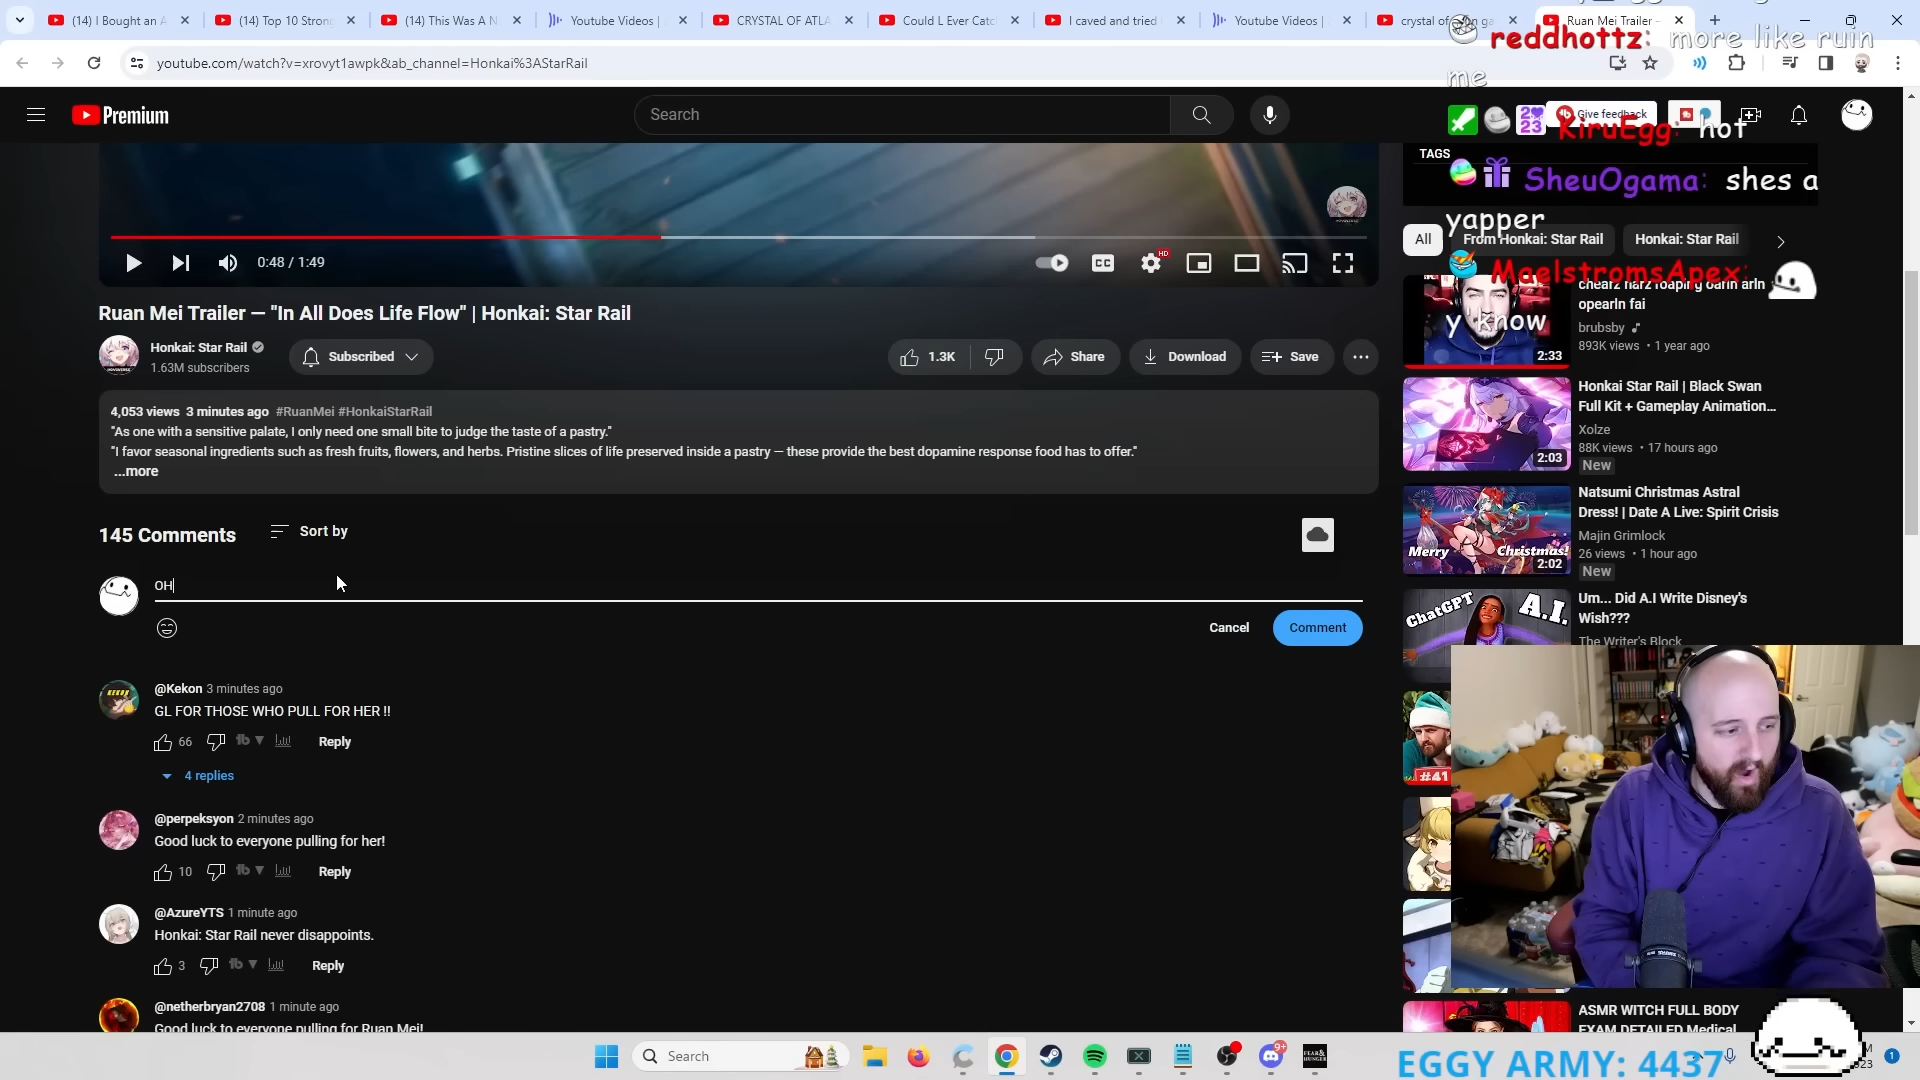 (14) I Bought an A
(14) Top 10 Strong
(14) This Was A N
Youtube Videos |
CRYSTAL OF ATLA
Could L Ever Catc
I caved and tried
Youtube Videos |
Ruan Mei Trailer –
reddhottz: more like ruin
me
youtube.com/watch?v=xrovyt1awpk&ab_channel=Honkai%3AStarRail
Premium
Search
Give feedback
KiruEgg: hot
TAGS
SheuOgama: shes a
yapper
All
From Honkai: Star Rail
Honkai: Star Rail
MaelstromsApex:
y'know
0:48 / 1:49
CC
HD
Ruan Mei Trailer — "In All Does Life Flow" | Honkai: Star Rail
Honkai: Star Rail
1.63M subscribers
Subscribed
1.3K
Share
Download
Save
4,053 views 3 minutes ago #RuanMei #HonkaiStarRail
"As one with a sensitive palate, I only need one small bite to judge the taste of a pastry."
"I favor seasonal ingredients such as fresh fruits, flowers, and herbs. Pristine slices of life preserved inside a pastry — these provide the best dopamine response food has to offer."
...more
145 Comments
Sort by
OH
Cancel
Comment
@Kekon 3 minutes ago
GL FOR THOSE WHO PULL FOR HER !!
66
Reply
4 replies
@perpeksyon 2 minutes ago
Good luck to everyone pulling for her!
10
Reply
@AzureYTS 1 minute ago
Honkai: Star Rail never disappoints.
3
Reply
@netherbryan2708 1 minute ago
Good luck to everyone pulling for Ruan Mei!
opearln fai
brubsby
893K views • 1 year ago
2:33
Honkai Star Rail | Black Swan
Full Kit + Gameplay Animation...
Xolze
88K views • 17 hours ago
New
2:03
Natsumi Christmas Astral
Dress! | Date A Live: Spirit Crisis
Majin Grimlock
26 views • 1 hour ago
New
Merry Christmas!
2:02
Um... Did A.I Write Disney's
Wish???
The Writer's Block
ChatGPT
A.I.
#41
ASMR WITCH FULL BODY
EXAM DETAILED Medical
Search
9+
FEAR & HUNGER
EGGY ARMY: 4437
1